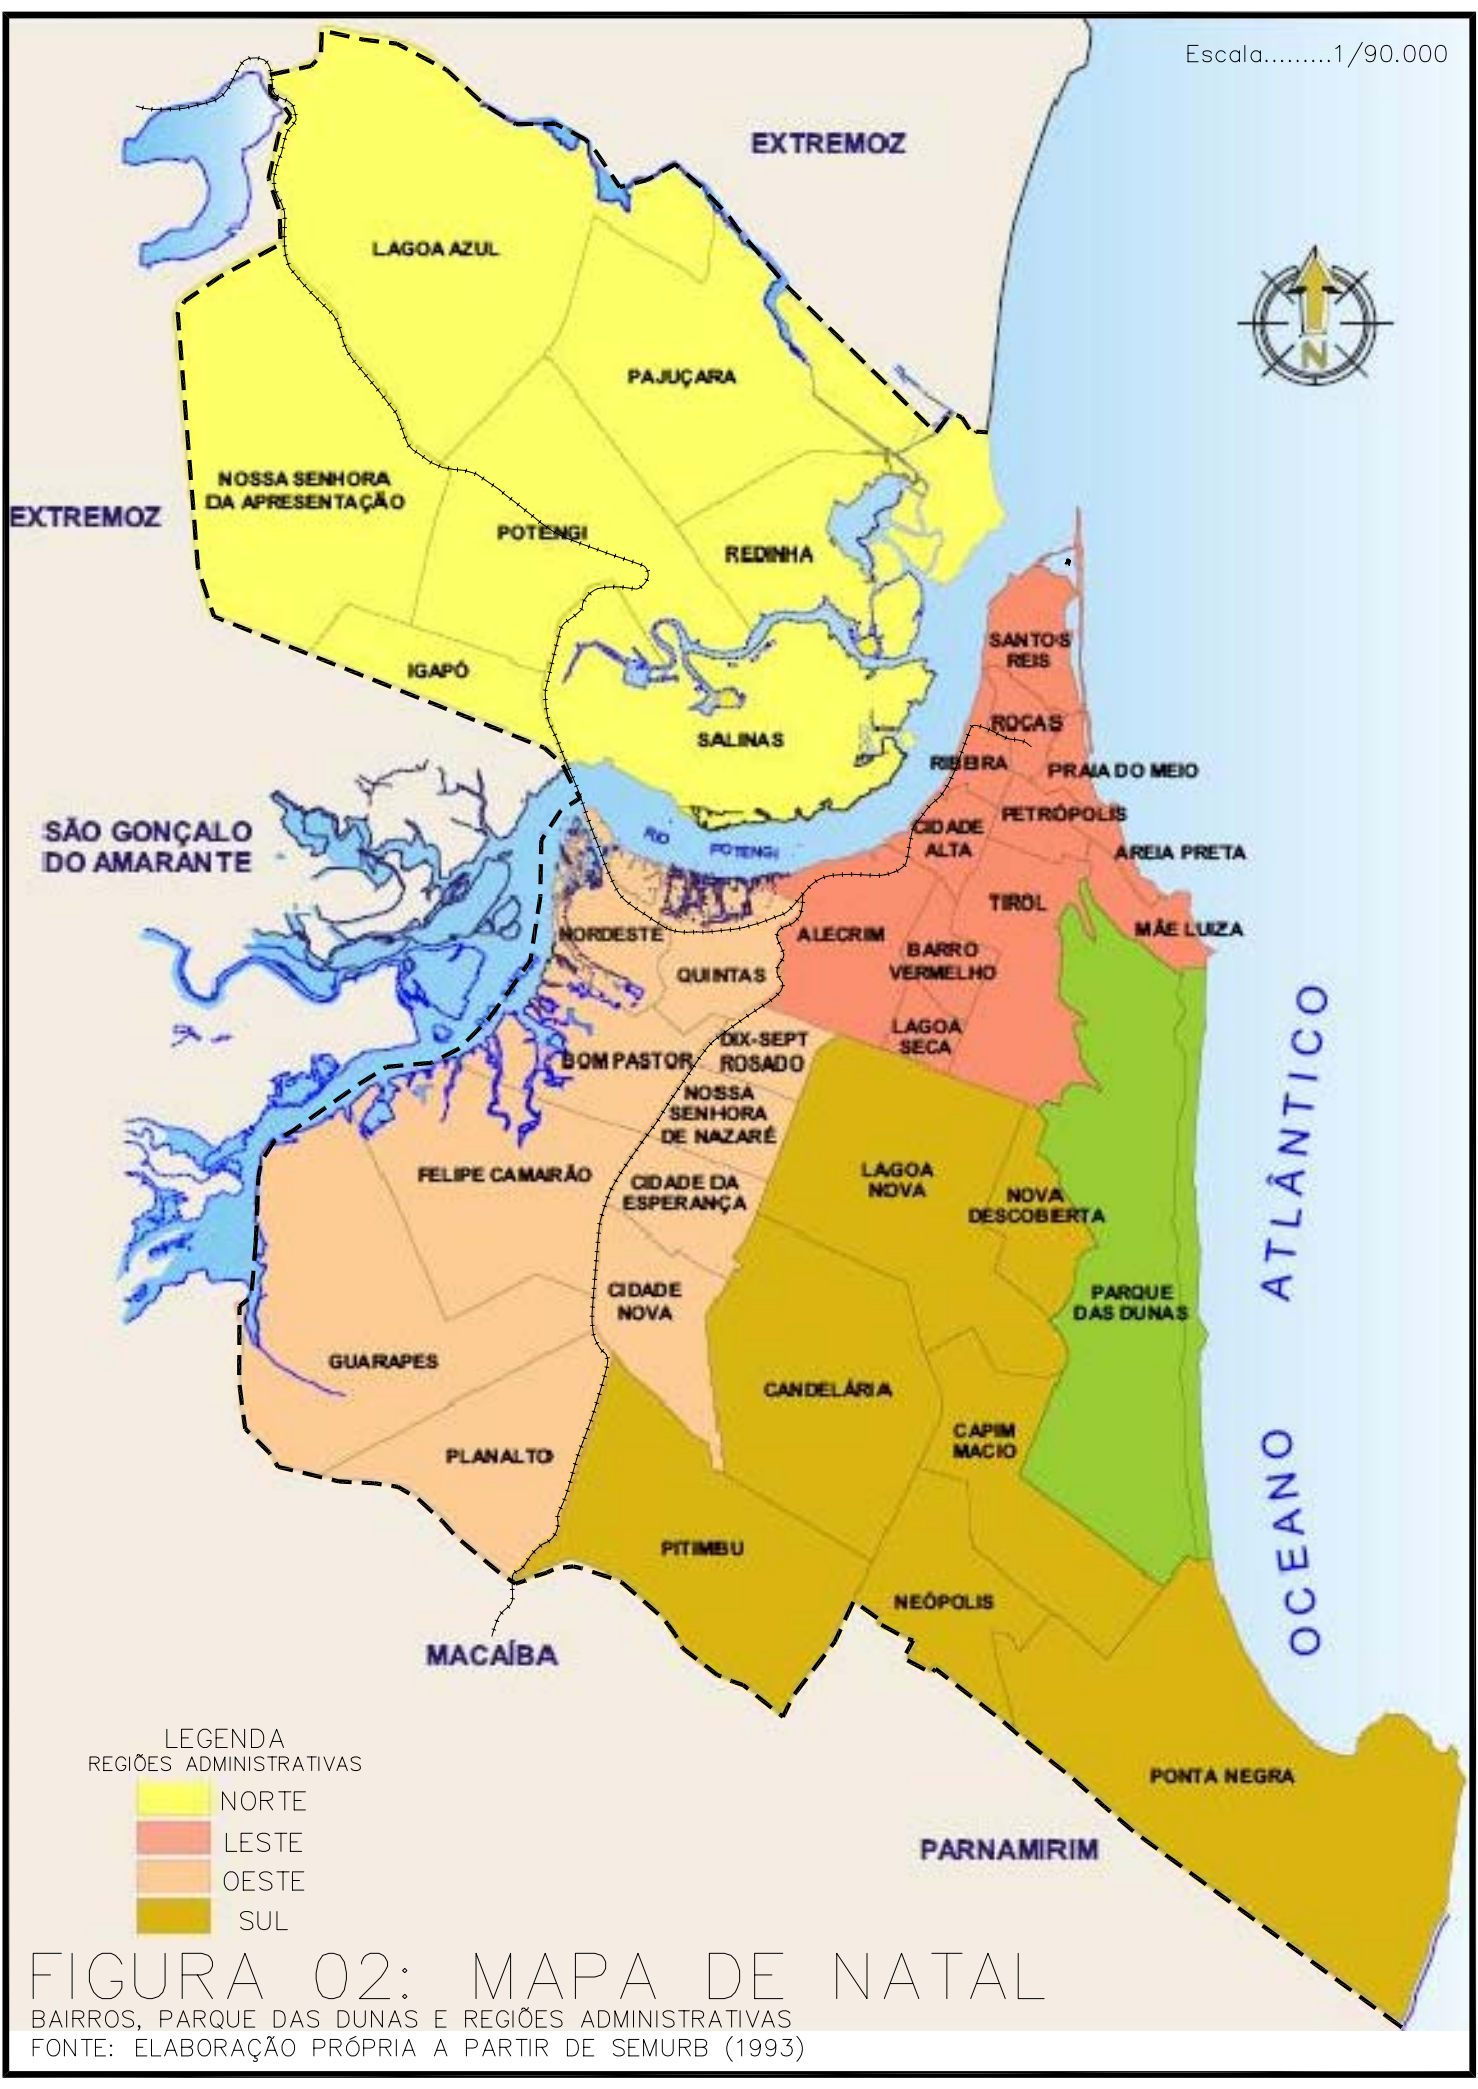 Escala.........1/90.000
EXTREMOZ
LAGOA AZUL
PAJUÇARA
N
NOSSA SENHORA
DA APRESENTAÇÃO
EXTREMOZ
POTENGI
REDINHA
IGAPÓ
SANTOS
REIS
ROCAS
SALINAS
RIBEIRA
PRAIA DO MEIO
PETRÓPOLIS
SÃO GONÇALO
DO AMARANTE
RIO POTENGI
CIDADE
ALTA
AREIA PRETA
TIROL
MÃE LUIZA
NORDESTE
ALECRIM
QUINTAS
BARRO
VERMELHO
LAGOA
SECA
DIX-SEPT
ROSADO
BOM PASTOR
NOSSA
SENHORA
DE NAZARÉ
FELIPE CAMARÃO
CIDADE DA
ESPERANÇA
LAGOA
NOVA
NOVA
DESCOBERTA
OCEANO ATLÂNTICO
CIDADE
NOVA
PARQUE
DAS DUNAS
GUARAPES
CANDELÁRIA
CAPIM
MACIO
PLANALTO
PITIMBU
NEÓPOLIS
MACAÍBA
PONTA NEGRA
PARNAMIRIM
LEGENDA
REGIÕES ADMINISTRATIVAS
NORTE
LESTE
OESTE
SUL
FIGURA 02: MAPA DE NATAL
BAIRROS, PARQUE DAS DUNAS E REGIÕES ADMINISTRATIVAS
FONTE: ELABORAÇÃO PRÓPRIA A PARTIR DE SEMURB (1993)